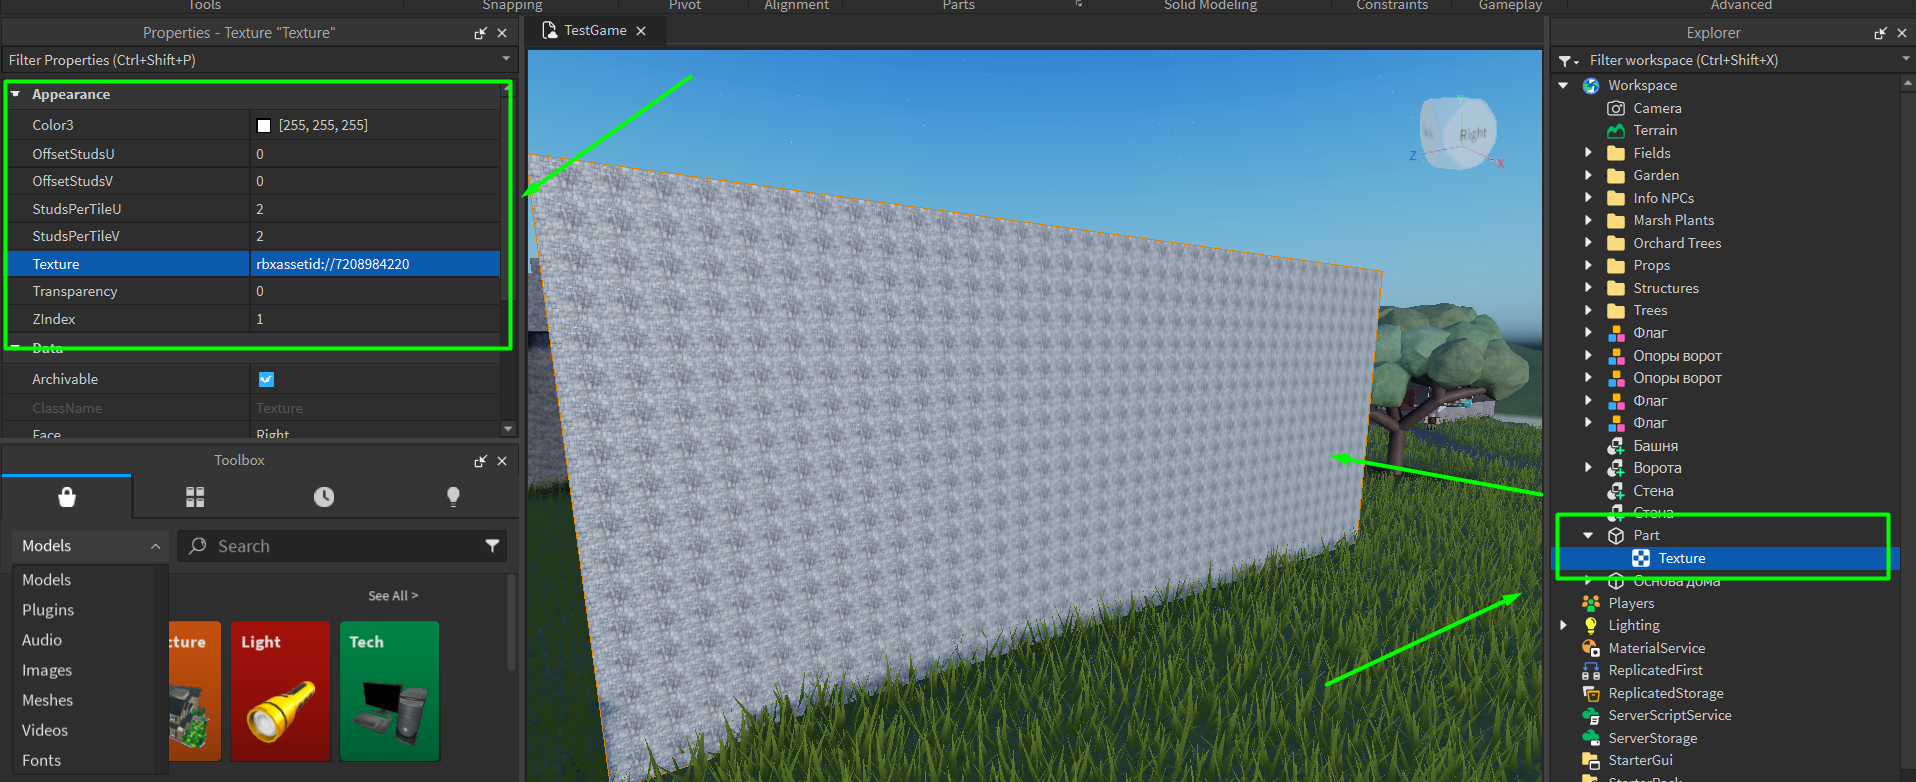 Tools
Snapping
Pivot
Alignment
Parts
Solid Modeling
Constraints
Gameplay
Advanced
Properties - Texture "Texture"
Filter Properties (Ctrl+Shift+P)
Appearance
Color3 [255, 255, 255]
OffsetStudsU 0
OffsetStudsV 0
StudsPerTileU 2
StudsPerTileV 2
Texture rbxassetid://7208984220
Transparency 0
ZIndex 1
Data
Archivable
ClassName Texture
Face Right
Toolbox
Models
Search
Models
Plugins
Audio
Images
Meshes
Videos
Fonts
See All >
cture
Light
Tech
TestGame
Y
Right
Z
X
Explorer
Filter workspace (Ctrl+Shift+X)
Workspace
Camera
Terrain
Fields
Garden
Info NPCs
Marsh Plants
Orchard Trees
Props
Structures
Trees
Флаг
Опоры ворот
Опоры ворот
Флаг
Флаг
Башня
Ворота
Стена
Стена
Part
Texture
Основа дома
Players
Lighting
MaterialService
ReplicatedFirst
ReplicatedStorage
ServerScriptService
ServerStorage
StarterGui
StarterPack